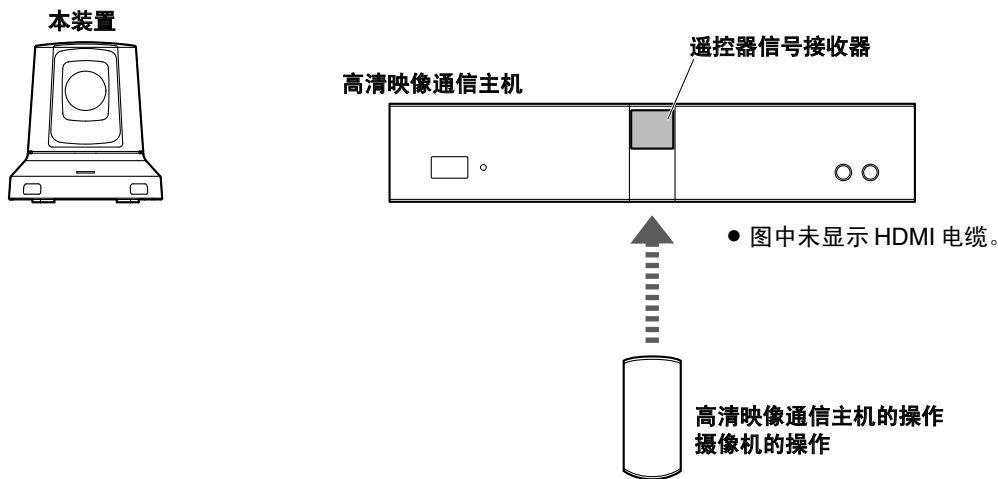 本装置
遥控器信号接收器
高清映像通信主机
● 图中未显示 HDMI 电缆。
高清映像通信主机的操作
摄像机的操作